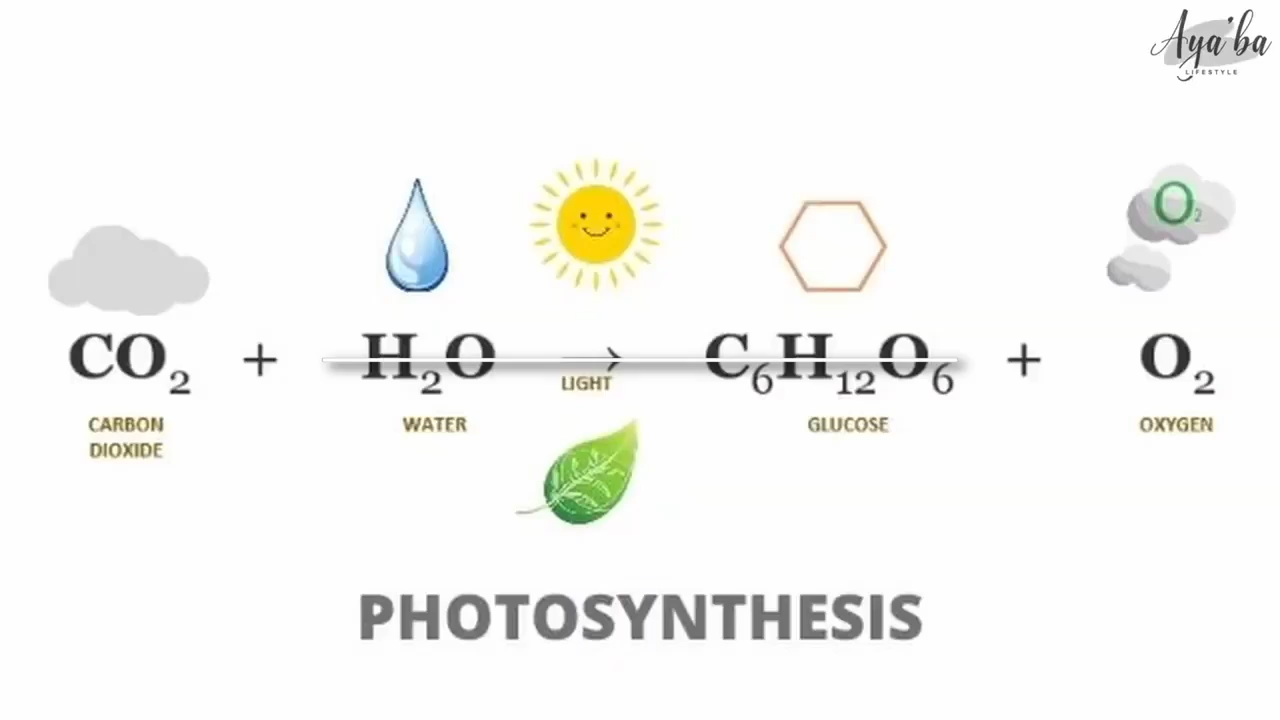 Aya'ba
LIFESTYLE
O₂
CO₂ + H₂O → C₆H₁₂O₆ + O₂
LIGHT
CARBON DIOXIDE WATER GLUCOSE OXYGEN
PHOTOSYNTHESIS